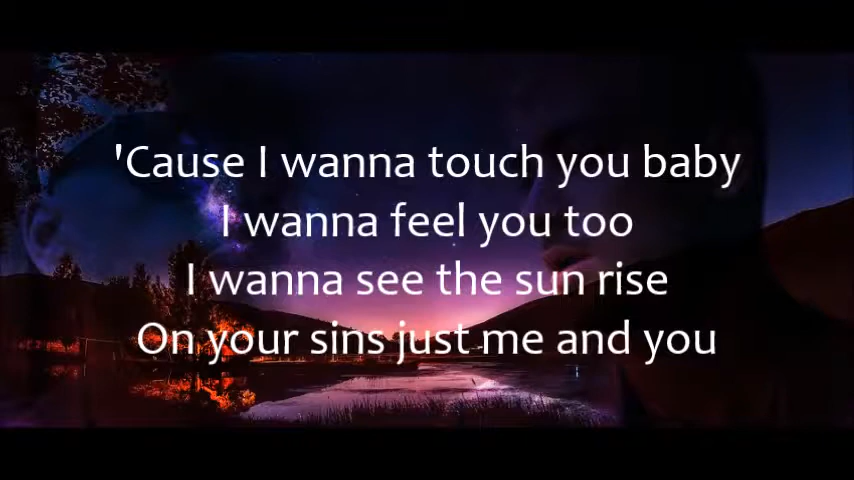 'Cause I wanna touch you baby
I wanna feel you too
I wanna see the sun rise
On your sins just me and you